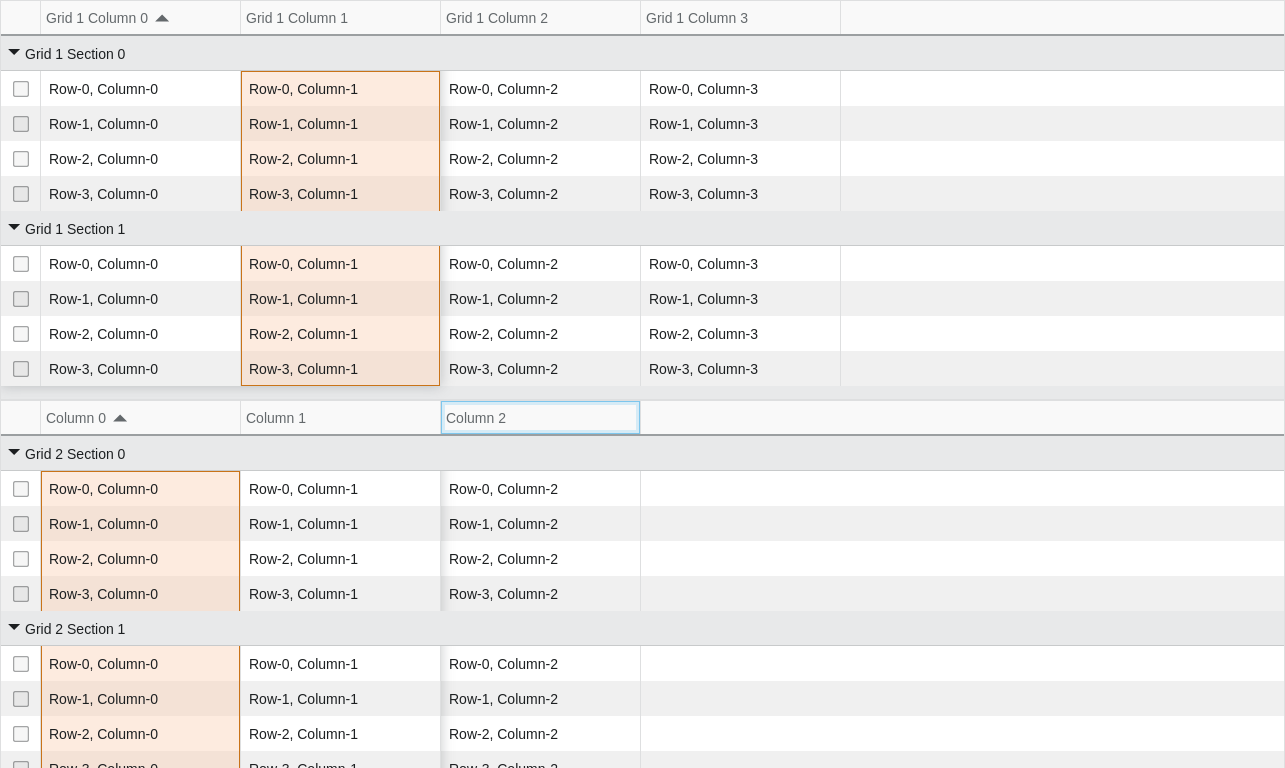 Grid 1 Column 0 Grid 1 Column 1 Grid 1 Column 2 Grid 1 Column 3
Grid 1 Section 0
Row-0, Column-0 Row-0, Column-1 Row-0, Column-2 Row-0, Column-3
Row-1, Column-0 Row-1, Column-1 Row-1, Column-2 Row-1, Column-3
Row-2, Column-0 Row-2, Column-1 Row-2, Column-2 Row-2, Column-3
Row-3, Column-0 Row-3, Column-1 Row-3, Column-2 Row-3, Column-3
Grid 1 Section 1
Row-0, Column-0 Row-0, Column-1 Row-0, Column-2 Row-0, Column-3
Row-1, Column-0 Row-1, Column-1 Row-1, Column-2 Row-1, Column-3
Row-2, Column-0 Row-2, Column-1 Row-2, Column-2 Row-2, Column-3
Row-3, Column-0 Row-3, Column-1 Row-3, Column-2 Row-3, Column-3
Column 0 Column 1 Column 2
Grid 2 Section 0
Row-0, Column-0 Row-0, Column-1 Row-0, Column-2
Row-1, Column-0 Row-1, Column-1 Row-1, Column-2
Row-2, Column-0 Row-2, Column-1 Row-2, Column-2
Row-3, Column-0 Row-3, Column-1 Row-3, Column-2
Grid 2 Section 1
Row-0, Column-0 Row-0, Column-1 Row-0, Column-2
Row-1, Column-0 Row-1, Column-1 Row-1, Column-2
Row-2, Column-0 Row-2, Column-1 Row-2, Column-2
Row-3, Column-0 Row-3, Column-1 Row-3, Column-2